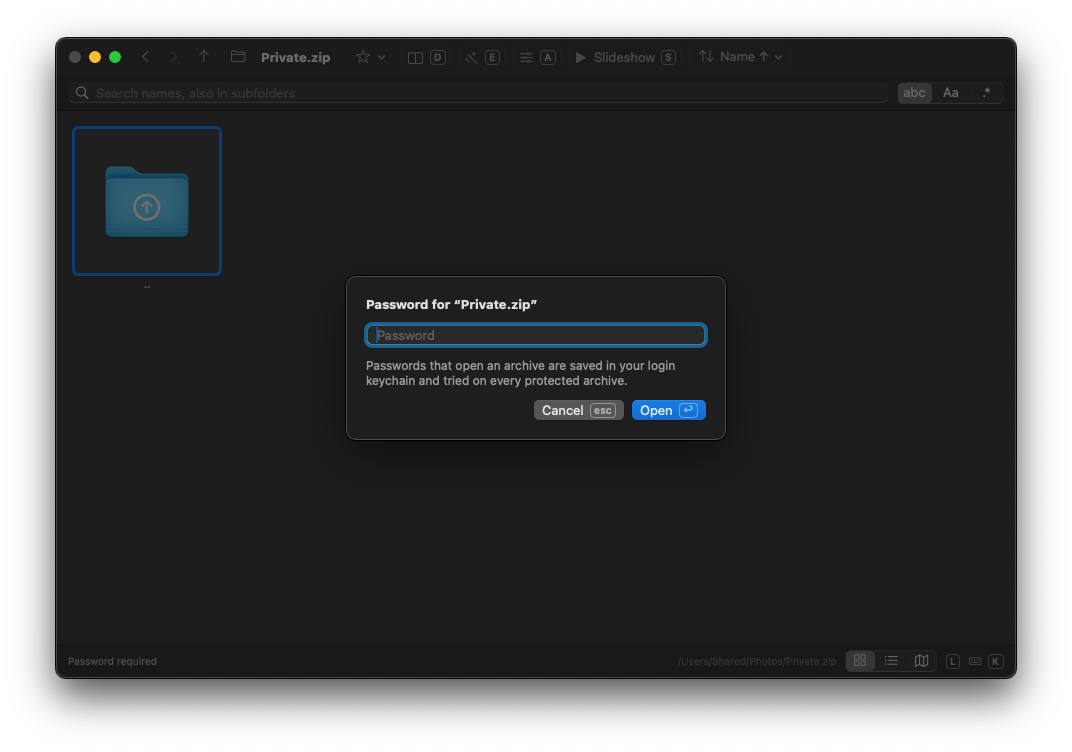 Private.zip
D
E
A
Slideshow S
Name
Search names, also in subfolders
abc
Aa
.*
..
Password for “Private.zip”
Password
Passwords that open an archive are saved in your login
keychain and tried on every protected archive.
Cancel esc
Open
Password required
/Users/Shared/Photos/Private.zip
L
K